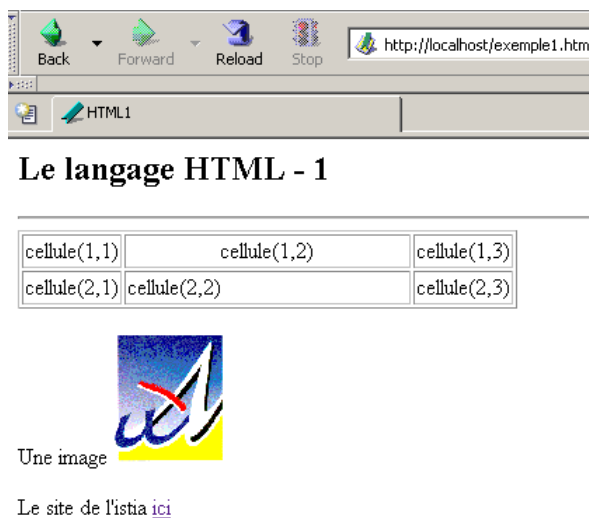 Back Forward Reload Stop http://localhost/exemple1.htm
HTML1
Le langage HTML - 1
cellule(1,1) cellule(1,2) cellule(1,3)
cellule(2,1) cellule(2,2) cellule(2,3)
Une image
Le site de l'istia ici